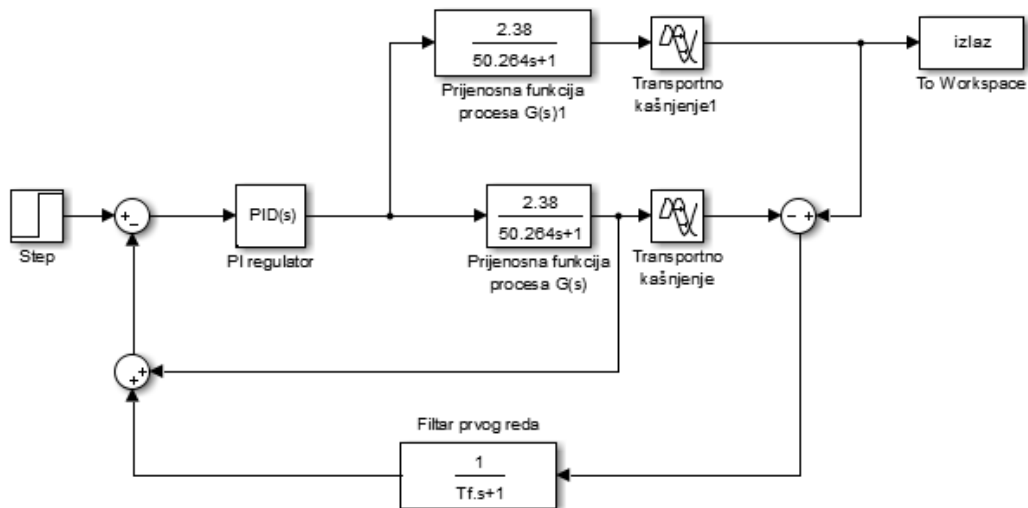 2.38
50.264s+1
Prijenosna funkcija
procesa G(s)1
Transportno
kašnjenje1
izlaz
To Workspace
Step
+
-
PID(s)
PI regulator
2.38
50.264s+1
Prijenosna funkcija
procesa G(s)
Transportno
kašnjenje
- +
+
+
Filtar prvog reda
1
Tf.s+1